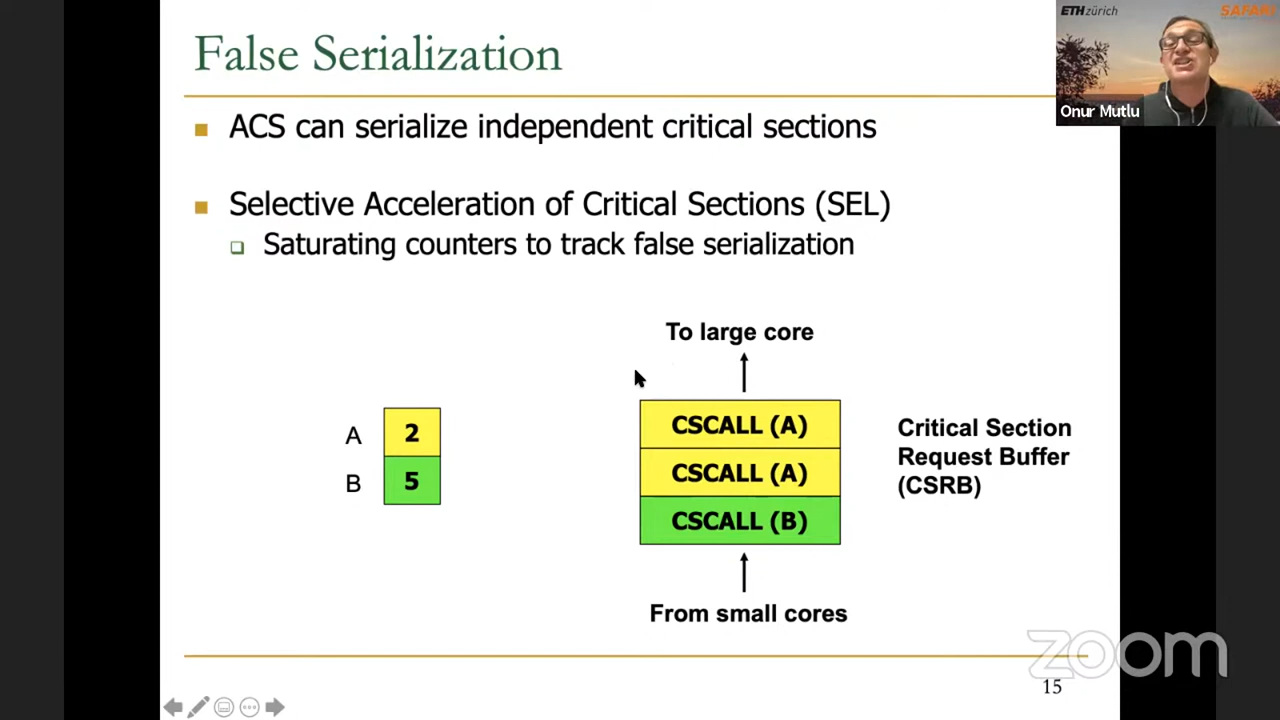 False Serialization
ETH zürich
SAFARI
Onur Mutlu
ACS can serialize independent critical sections
Selective Acceleration of Critical Sections (SEL)
Saturating counters to track false serialization
To large core
A 2
B 5
CSCALL (A)
CSCALL (A)
CSCALL (B)
Critical Section
Request Buffer
(CSRB)
From small cores
zoom
15